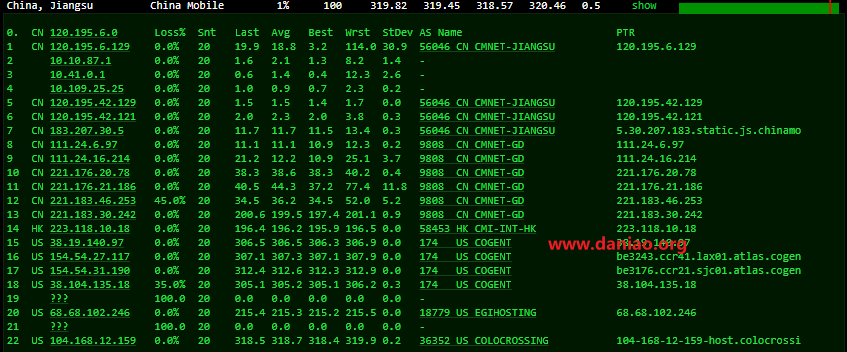 China, Jiangsu China Mobile 1% 100 319.82 319.45 318.57 320.46 0.5 show
0. CN 120.195.6.0 Loss% Snt Last Avg Best Wrst StDev AS Name PTR
1 CN 120.195.6.129 0.0% 20 19.9 18.8 3.2 114.0 30.9 56046 CN CMNET-JIANGSU 120.195.6.129
2 10.10.87.1 0.0% 20 1.6 2.1 1.3 8.2 1.4 -
3 10.41.0.1 0.0% 20 0.6 1.4 0.4 12.3 2.6 -
4 10.109.25.25 0.0% 20 1.0 0.9 0.7 2.3 0.2 -
5 CN 120.195.42.129 0.0% 20 1.5 1.5 1.4 1.7 0.0 56046 CN CMNET-JIANGSU 120.195.42.129
6 CN 120.195.42.121 0.0% 20 2.0 2.3 2.0 3.8 0.3 56046 CN CMNET-JIANGSU 120.195.42.121
7 CN 183.207.30.5 0.0% 20 11.7 11.7 11.5 13.4 0.3 56046 CN CMNET-JIANGSU 5.30.207.183.static.js.chinamo
8 CN 111.24.6.97 0.0% 20 11.1 11.1 10.9 12.3 0.2 9808 CN CMNET-GD 111.24.6.97
9 CN 111.24.16.214 0.0% 20 21.2 12.2 10.9 25.1 3.7 9808 CN CMNET-GD 111.24.16.214
10 CN 221.176.20.78 0.0% 20 38.3 38.6 38.3 40.2 0.4 9808 CN CMNET-GD 221.176.20.78
11 CN 221.176.21.186 0.0% 20 40.5 44.3 37.2 77.4 11.8 9808 CN CMNET-GD 221.176.21.186
12 CN 221.183.46.253 45.0% 20 34.5 36.2 34.5 52.0 5.2 9808 CN CMNET-GD 221.183.46.253
13 CN 221.183.30.242 0.0% 20 200.6 199.5 197.4 201.1 0.9 9808 CN CMNET-GD 221.183.30.242
14 HK 223.118.10.18 0.0% 20 196.4 196.2 195.9 196.5 0.0 58453 HK CMI-INT-HK 223.118.10.18
15 US 38.19.140.97 0.0% 20 306.5 306.5 306.3 306.9 0.0 174 US COGENT 38.19.140.97
www.daniao.org
16 US 154.54.27.117 0.0% 20 307.1 307.3 307.1 307.9 0.0 174 US COGENT be3243.ccr41.lax01.atlas.cogen
17 US 154.54.31.190 0.0% 20 312.4 312.6 312.3 312.9 0.0 174 US COGENT be3176.ccr21.sjc01.atlas.cogen
18 US 38.104.135.18 35.0% 20 305.1 305.2 305.1 306.2 0.3 174 US COGENT 38.104.135.18
19 ??? 100.0 20 0.0 0.0 0.0 0.0 0.0 -
20 US 68.68.102.246 0.0% 20 215.4 215.3 215.2 215.5 0.0 18779 US EGIHOSTING 68.68.102.246
21 ??? 100.0 20 0.0 0.0 0.0 0.0 0.0 -
22 US 104.168.12.159 0.0% 20 318.5 318.7 318.4 319.9 0.2 36352 US COLOCROSSING 104-168-12-159-host.colocrossi